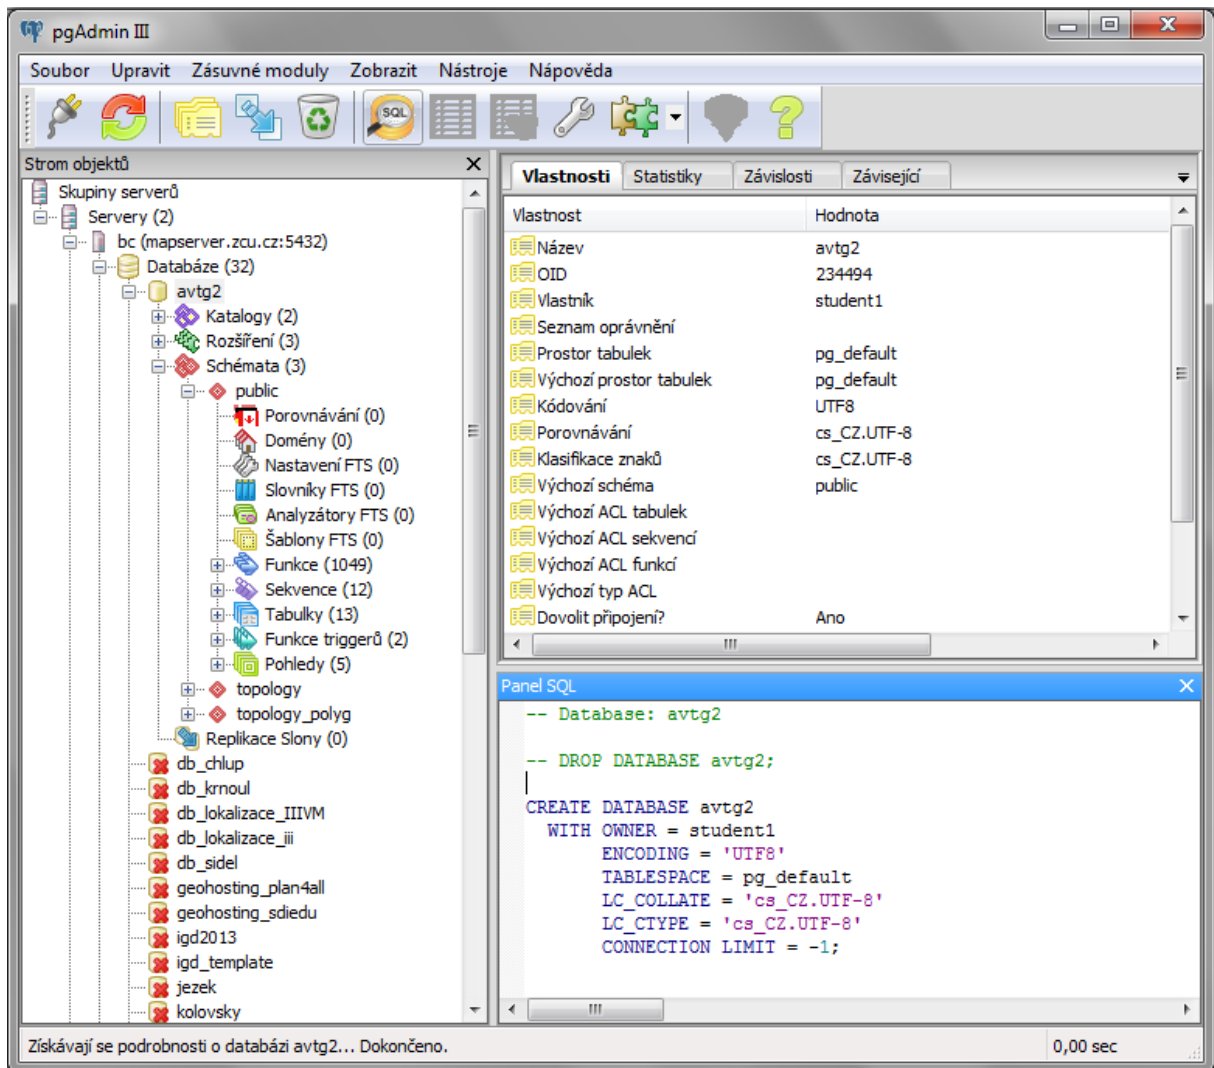 pgAdmin III
Soubor Upravit Zásuvné moduly Zobrazit Nástroje Nápověda
SQL
Strom objektů
Skupiny serverů
Servery (2)
bc (mapserver.zcu.cz:5432)
Databáze (32)
avtg2
Katalogy (2)
Rozšíření (3)
Schémata (3)
public
Porovnávání (0)
Domény (0)
Nastavení FTS (0)
Slovníky FTS (0)
Analyzátory FTS (0)
Šablony FTS (0)
Funkce (1049)
Sekvence (12)
Tabulky (13)
Funkce triggerů (2)
Pohledy (5)
topology
topology_polyg
Replikace Slony (0)
db_chlup
db_krnoul
db_lokalizace_IIIVM
db_lokalizace_iii
db_sidel
geohosting_plan4all
geohosting_sdiedu
igd2013
igd_template
jezek
kolovsky
Vlastnosti Statistiky Závislosti Závisející
Vlastnost Hodnota
Název avtg2
OID 234494
Vlastník student1
Seznam oprávnění
Prostor tabulek pg_default
Výchozí prostor tabulek pg_default
Kódování UTF8
Porovnávání cs_CZ.UTF-8
Klasifikace znaků cs_CZ.UTF-8
Výchozí schéma public
Výchozí ACL tabulek
Výchozí ACL sekvencí
Výchozí ACL funkcí
Výchozí typ ACL
Dovolit připojení? Ano
Panel SQL
-- Database: avtg2
-- DROP DATABASE avtg2;
CREATE DATABASE avtg2
WITH OWNER = student1
ENCODING = 'UTF8'
TABLESPACE = pg_default
LC_COLLATE = 'cs_CZ.UTF-8'
LC_CTYPE = 'cs_CZ.UTF-8'
CONNECTION LIMIT = -1;
Získávají se podrobnosti o databázi avtg2... Dokončeno. 0,00 sec